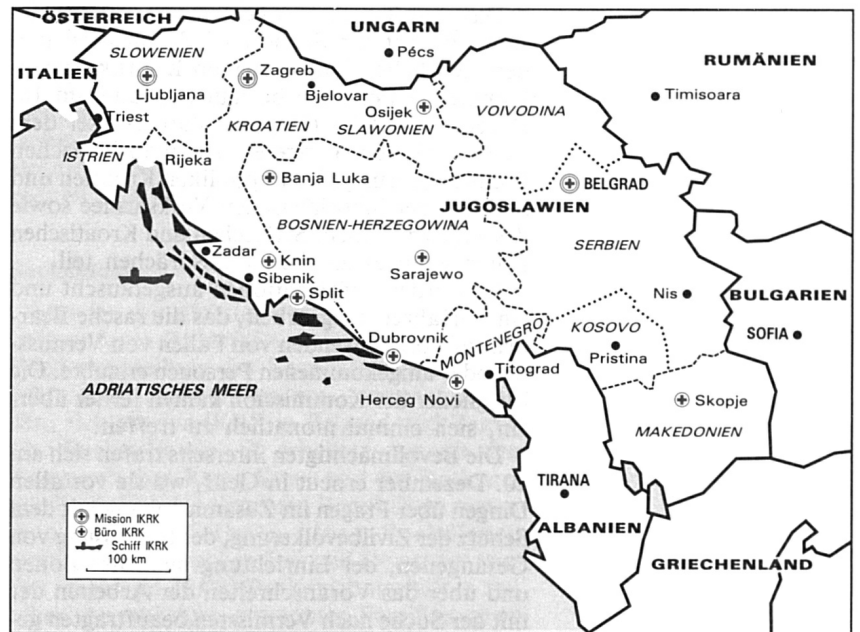 ÖSTERREICH
UNGARN
Pécs
SLOWENIEN
RUMÄNIEN
ITALIEN
Zagreb
Ljubljana
Bjelovar
Osijek
VOIVODINA
Timisoara
Triest
KROATIEN
SLAWONIEN
ISTRIEN
Rijeka
Banja Luka
BELGRAD
JUGOSLAWIEN
BOSNIEN-HERZEGOWINA
SERBIEN
Zadar
Knin
Sarajewo
Sibenik
Split
Nis
BULGARIEN
KOSOVO
SOFIA
Dubrovnik
MONTENEGRO
Pristina
Titograd
ADRIATISCHES MEER
Herceg Novi
Skopje
MAKEDONIEN
TIRANA
ALBANIEN
GRIECHENLAND
Mission IKRK
Büro IKRK
Schiff IKRK
100 km